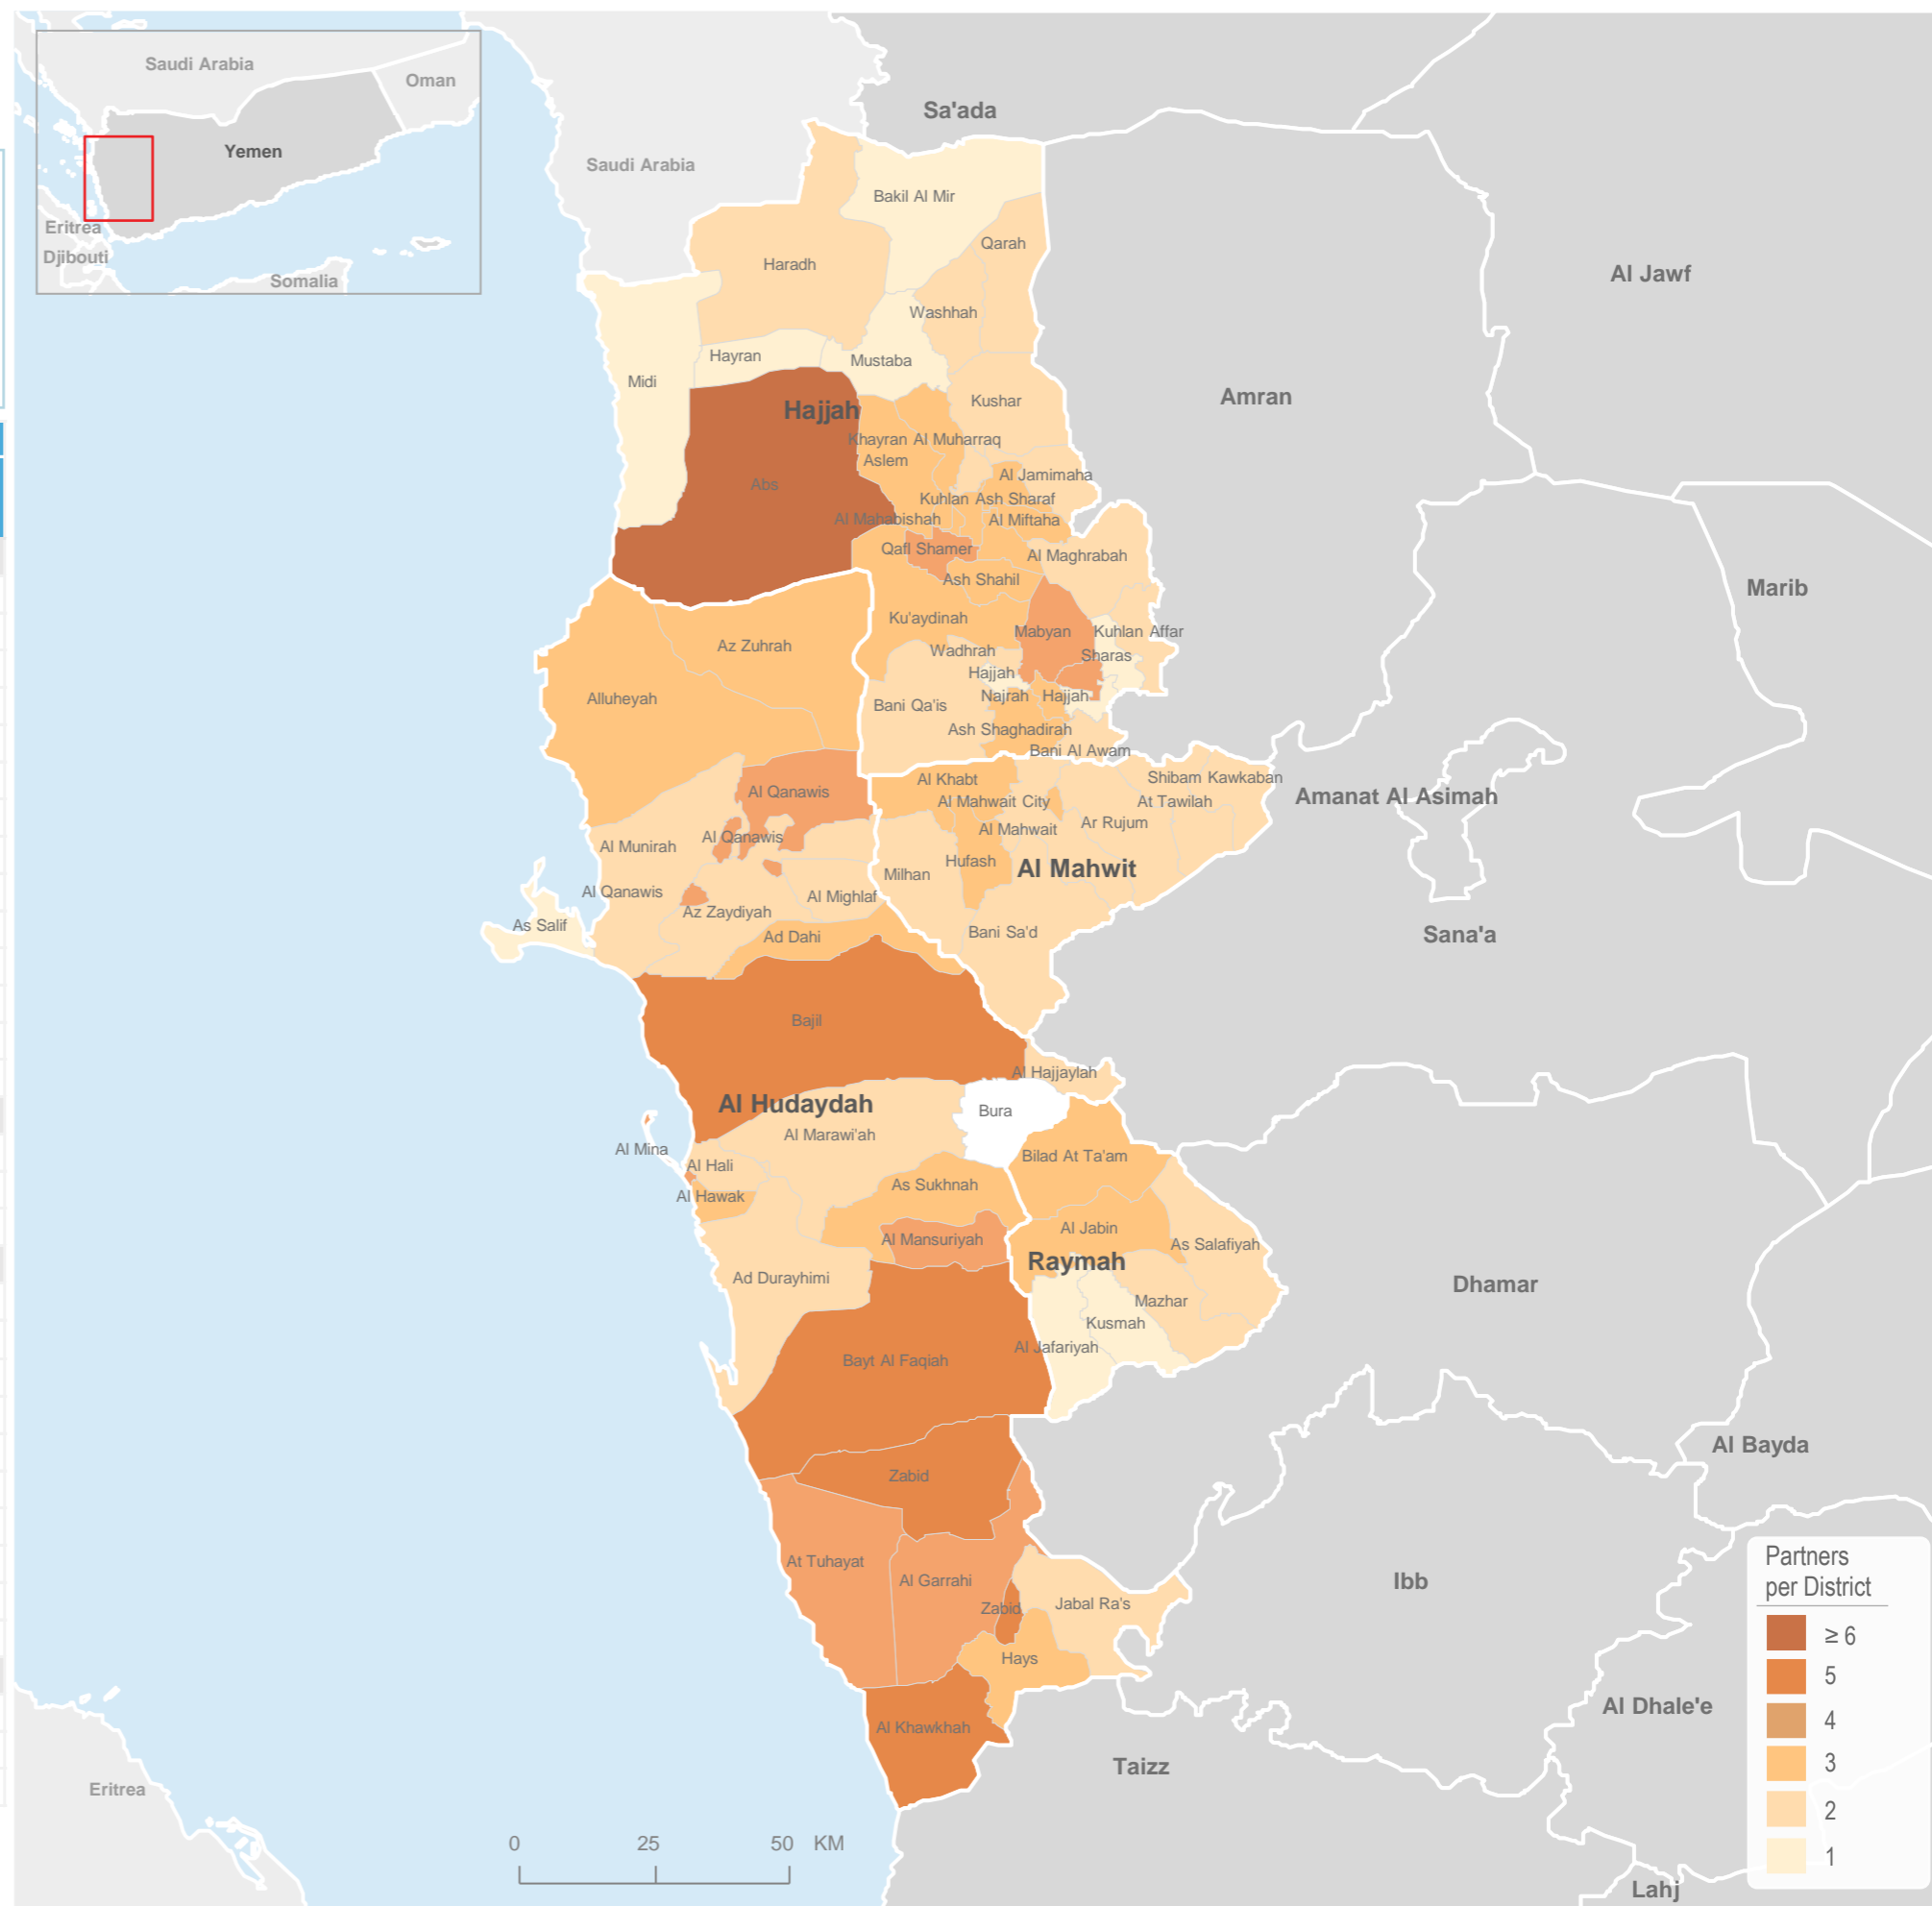 Saudi Arabia
Oman
Yemen
Eritrea
Djibouti
Somalia
Sa'ada
Saudi Arabia
Bakil Al Mir
Qarah
Haradh
Al Jawf
Washhah
Hayran
Mustaba
Midi
Amran
Kushar
Hajjah
Khayran
Al Muharraq
Aslem
Al Jamimaha
Abs
Kuhlan Ash Sharaf
Al Mahabishah
Al Miftaha
Qafl Shamer
Al Maghrabah
Ash Shahil
Marib
Ku'aydinah
Mabyan
Kuhlan Affar
Az Zuhrah
Wadhrah
Sharas
Hajjah
Alluheyah
Najrah
Hajjah
Bani Qa'is
Ash Shaghadirah
Bani Al Awam
Al Khabt
Shibam Kawkaban
Al Qanawis
Al Mahwait City
At Tawilah
Amanat Al Asimah
Al Mahwait
Ar Rujum
Al Qanawis
Al Munirah
Hufash
Al Mahwit
Milhan
Al Qanawis
Al Mighlaf
Az Zaydiyah
As Salif
Ad Dahi
Bani Sa'd
Sana'a
Bajil
Al Hajjaylah
Al Hudaydah
Bura
Al Marawi'ah
Al Mina
Bilad At Ta'am
Al Hali
As Sukhnah
Al Hawak
Al Jabin
Al Mansuriyah
As Salafiyah
Raymah
Ad Durayhimi
Dhamar
Mazhar
Kusmah
Al Jafariyah
Bayt Al Faqiah
Al Bayda
Zabid
At Tuhayat
Al Garrahi
Ibb
Zabid
Jabal Ra's
Hays
Al Khawkhah
Al Dhale'e
Taizz
Eritrea
Lahj
0 25 50 KM
Partners
per District
≥ 6
5
4
3
2
1